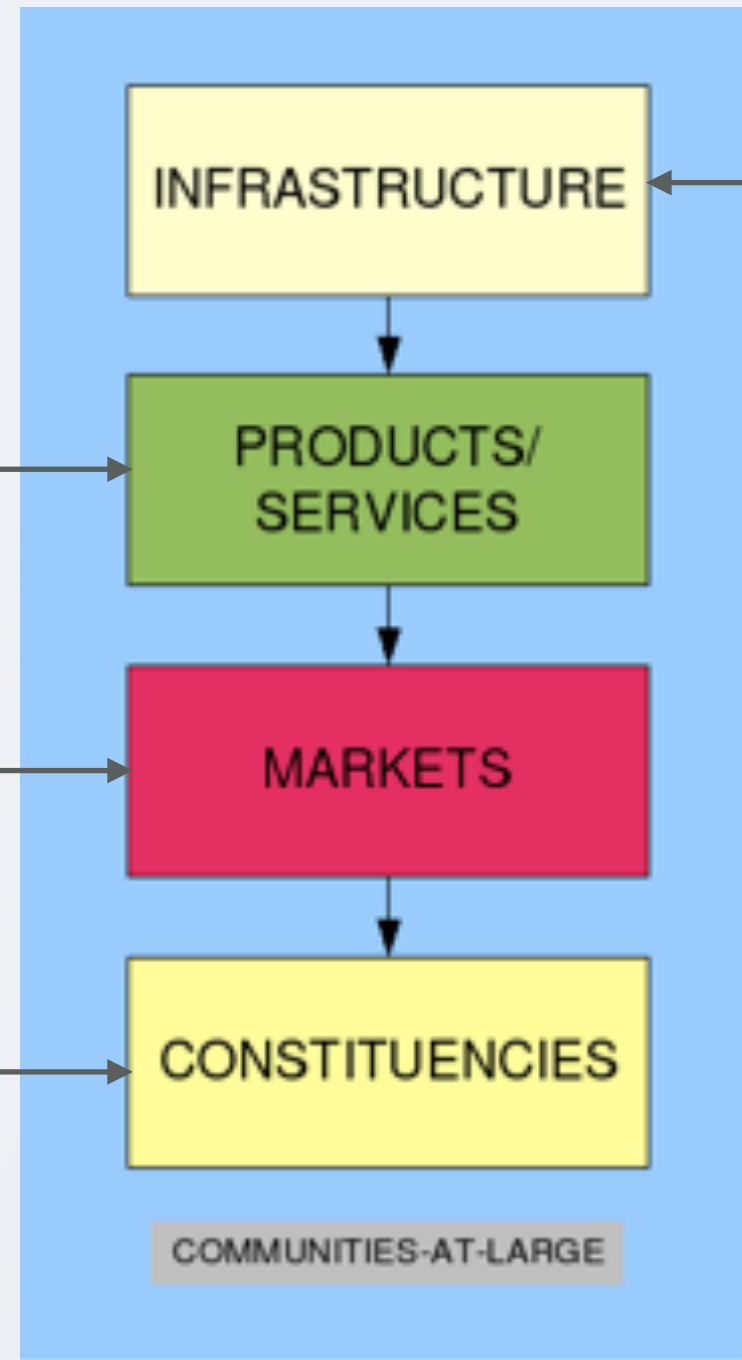 INFRASTRUCTURE
PRODUCTS/
SERVICES
MARKETS
CONSTITUENCIES
COMMUNITIES-AT-LARGE